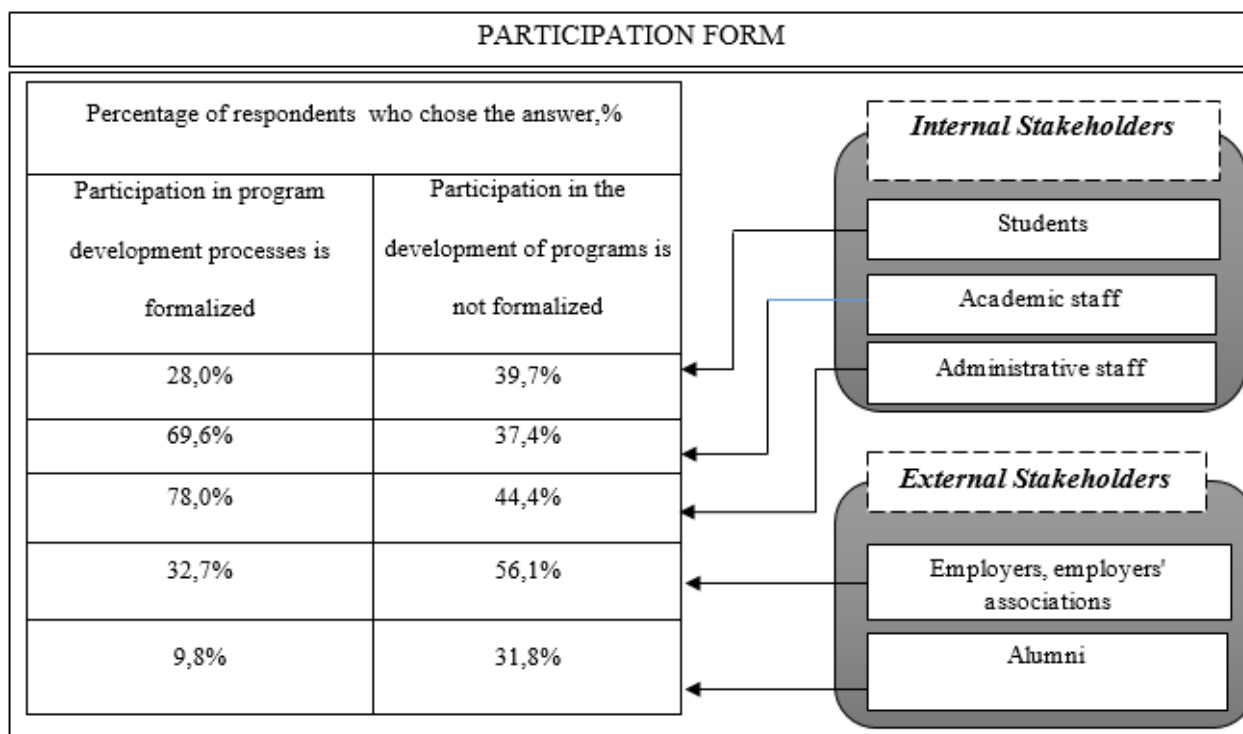 PARTICIPATION FORM
Percentage of respondents who chose the answer,%
Participation in program
development processes is
formalized
Participation in the
development of programs is
not formalized
28,0%
39,7%
69,6%
37,4%
78,0%
44,4%
32,7%
56,1%
9,8%
31,8%
Internal Stakeholders
Students
Academic staff
Administrative staff
External Stakeholders
Employers, employers'
associations
Alumni